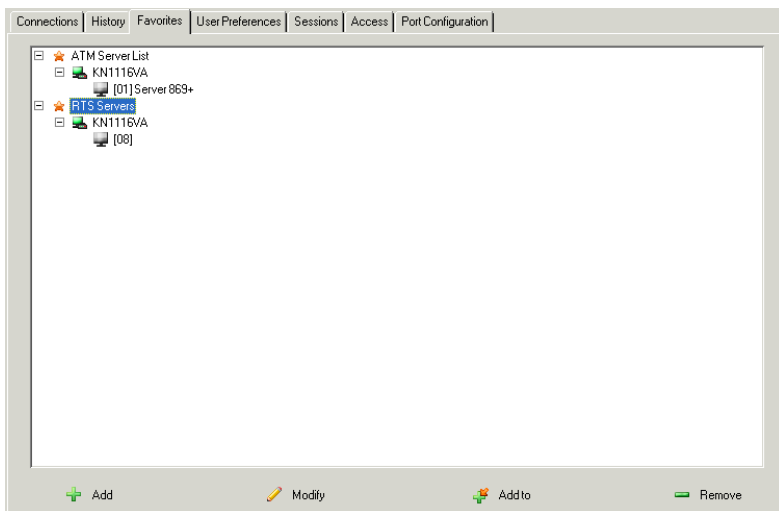 Connections History Favorites User Preferences Sessions Access Port Configuration
ATM Server List
KN1116VA
[01] Server 869+
RTS Servers
KN1116VA
[08]
Add Modify Add to Remove